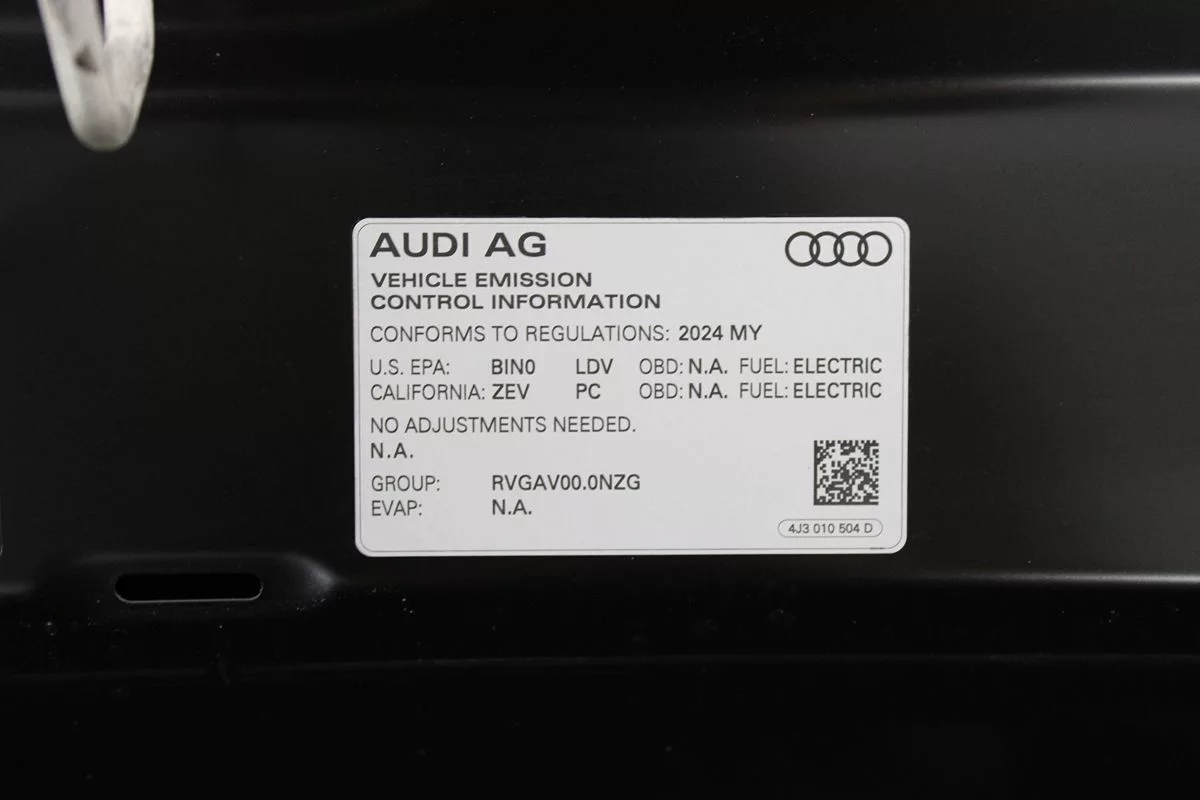 AUDI AG
VEHICLE EMISSION
CONTROL INFORMATION
CONFORMS TO REGULATIONS: 2024 MY
U.S. EPA: BIN0 LDV OBD: N.A. FUEL: ELECTRIC
CALIFORNIA: ZEV PC OBD: N.A. FUEL: ELECTRIC
NO ADJUSTMENTS NEEDED.
N.A.
GROUP: RVGAV00.0NZG
EVAP: N.A.
4J3 010 504 D